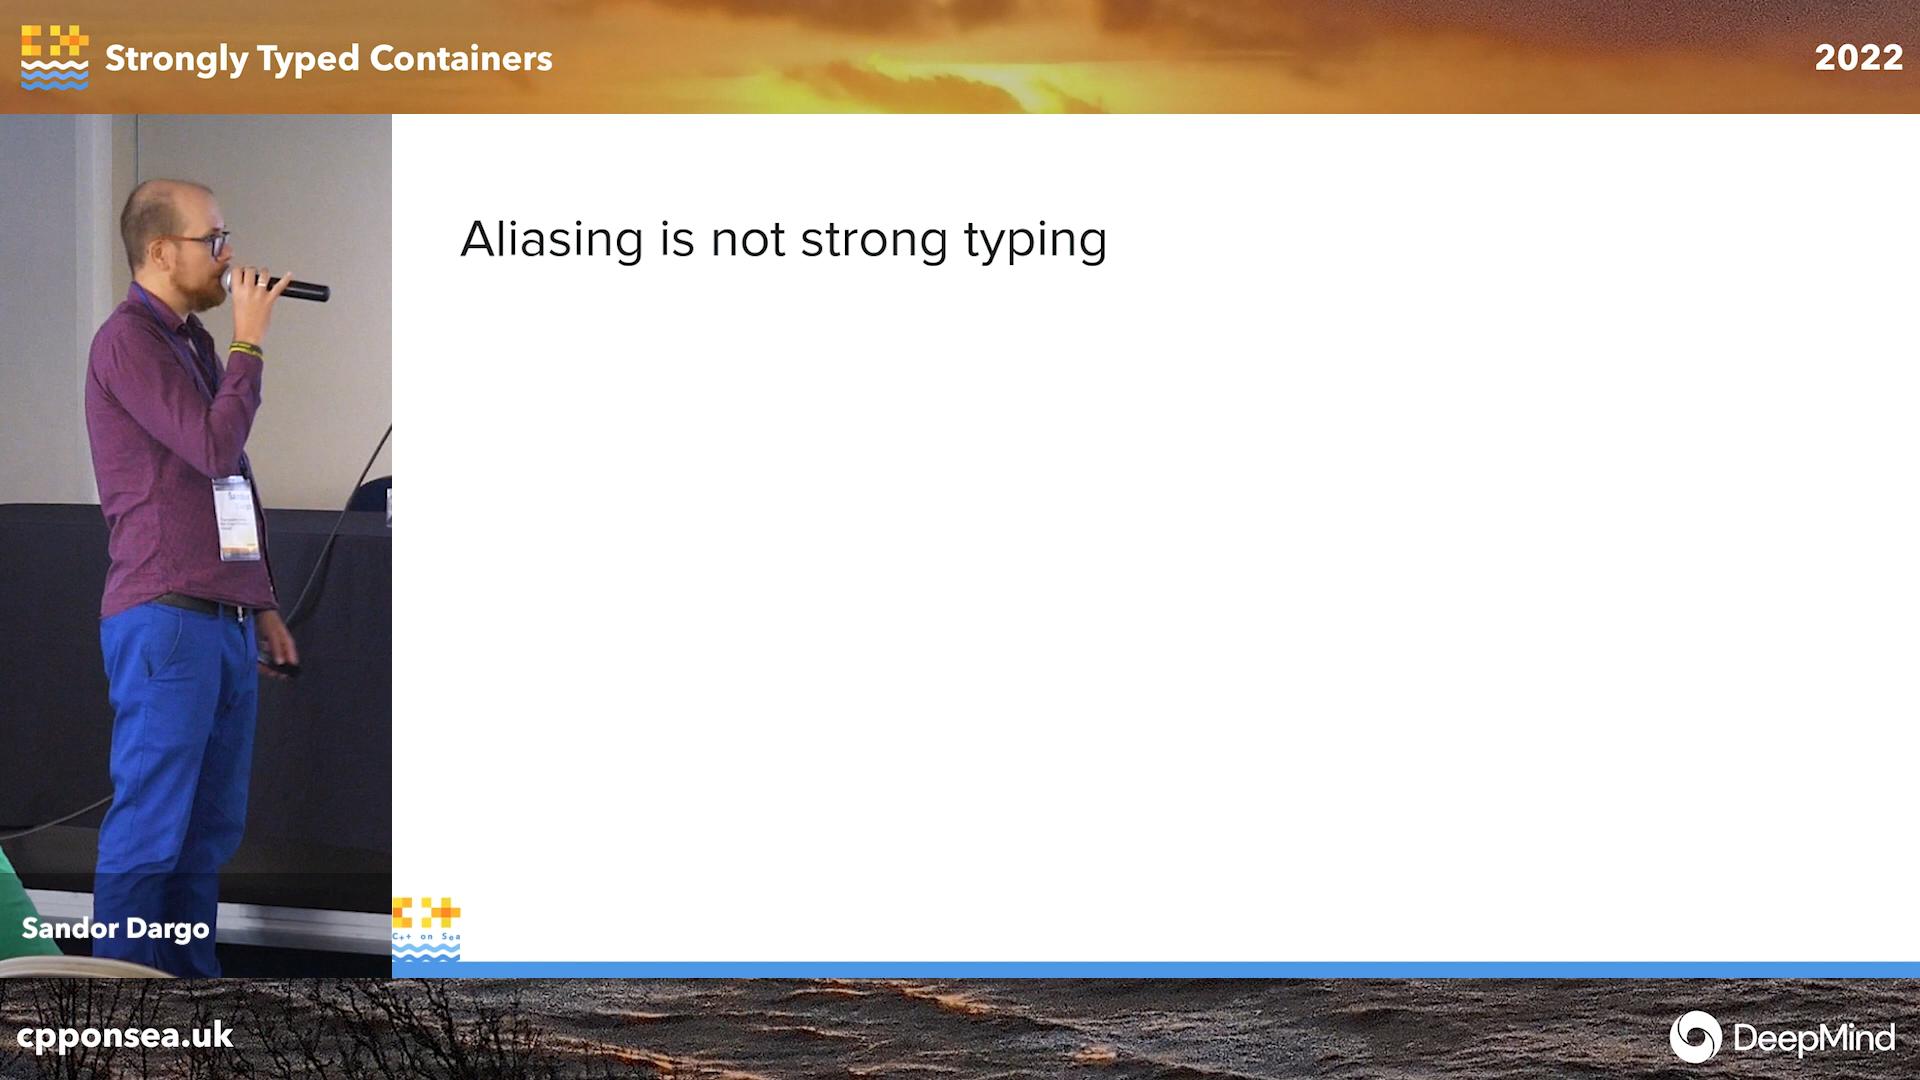 Strongly Typed Containers
2022
Aliasing is not strong typing
Sandor Dargo
C++ on Sea
cpponsea.uk
DeepMind